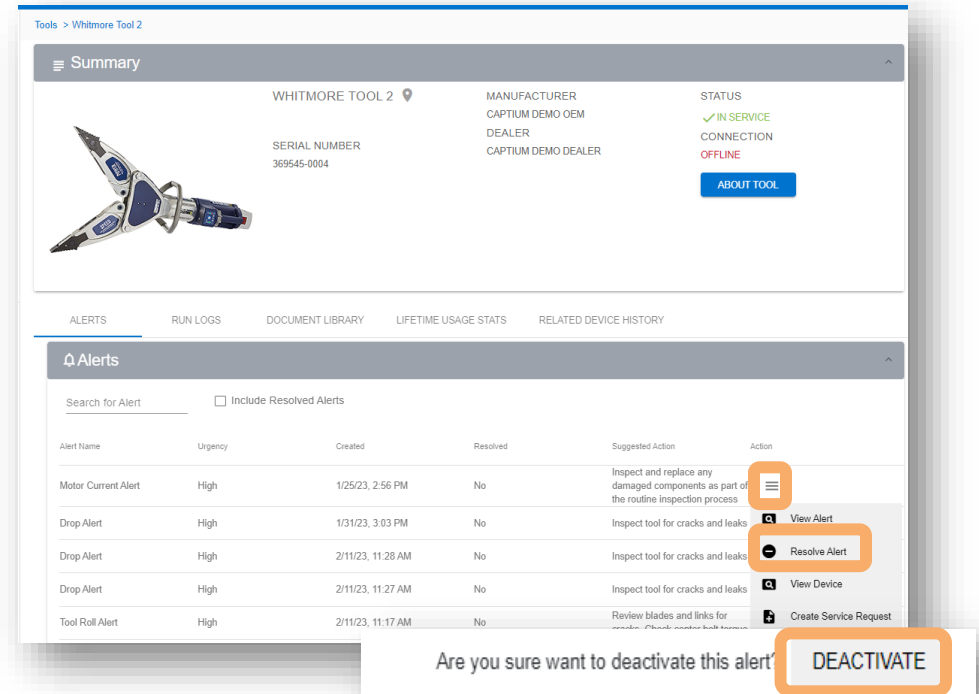 Tools > Whitmore Tool 2
Summary
WHITMORE TOOL 2
SERIAL NUMBER
369545-0004
MANUFACTURER
CAPTIUM DEMO OEM
DEALER
CAPTIUM DEMO DEALER
STATUS
IN SERVICE
CONNECTION
OFFLINE
ABOUT TOOL
ALERTS RUN LOGS DOCUMENT LIBRARY LIFETIME USAGE STATS RELATED DEVICE HISTORY
Alerts
Search for Alert Include Resolved Alerts
Alert Name Urgency Created Resolved Suggested Action Action
Motor Current Alert High 1/25/23, 2:56 PM No Inspect and replace any
damaged components as part of
the routine inspection process
Drop Alert High 1/31/23, 3:03 PM No Inspect tool for cracks and leaks
Drop Alert High 2/11/23, 11:28 AM No Inspect tool for cracks and leaks
Drop Alert High 2/11/23, 11:27 AM No Inspect tool for cracks and leaks
Tool Roll Alert High 2/11/23, 11:17 AM No Review blades and links for
cracks. Check center bolt torque
View Alert
Resolve Alert
View Device
Create Service Request
Are you sure want to deactivate this alert? DEACTIVATE